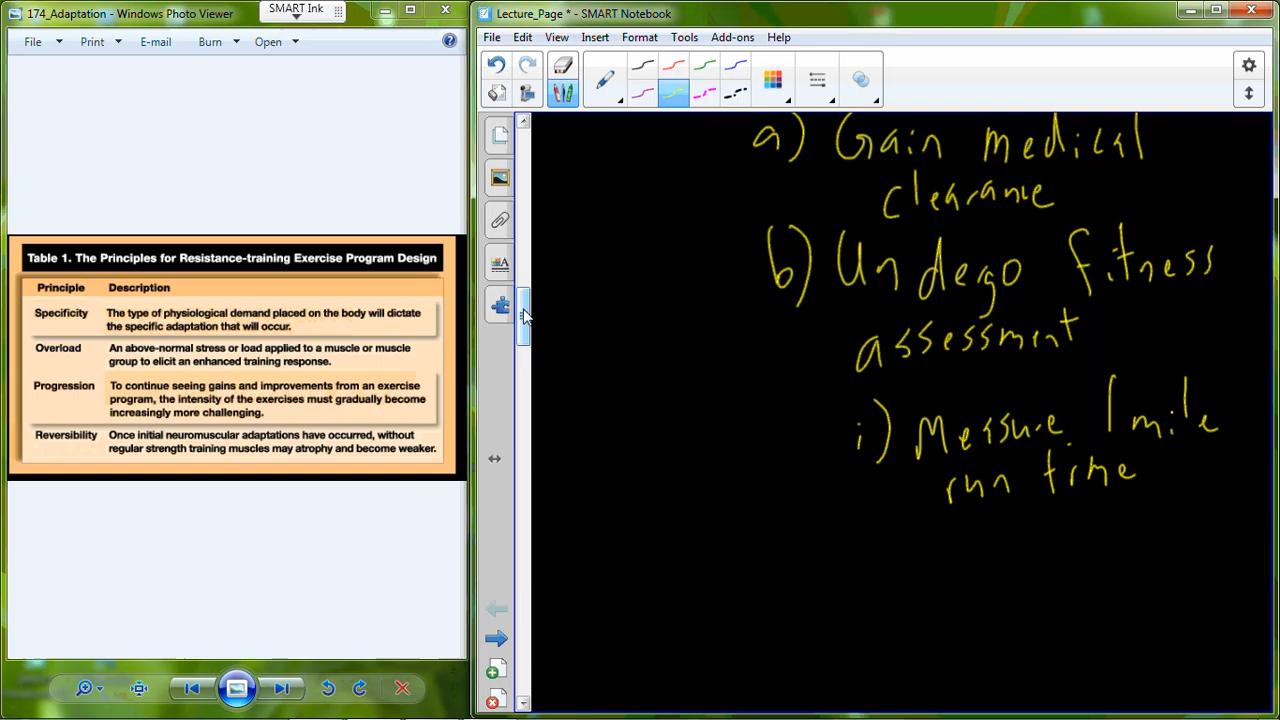 174_Adaptation - Windows Photo Viewer
SMART Ink
File Print E-mail Burn Open
Table 1. The Principles for Resistance-training Exercise Program Design
Principle Description
Specificity The type of physiological demand placed on the body will dictate
the specific adaptation that will occur.
Overload An above-normal stress or load applied to a muscle or muscle
group to elicit an enhanced training response.
Progression To continue seeing gains and improvements from an exercise
program, the intensity of the exercises must gradually become
increasingly more challenging.
Reversibility Once initial neuromuscular adaptations have occurred, without
regular strength training muscles may atrophy and become weaker.
Lecture_Page * - SMART Notebook
File Edit View Insert Format Tools Add-ons Help
a) Gain medical
clearance
b) Undego fitness
assessment
i) Measure 1 mile
run time